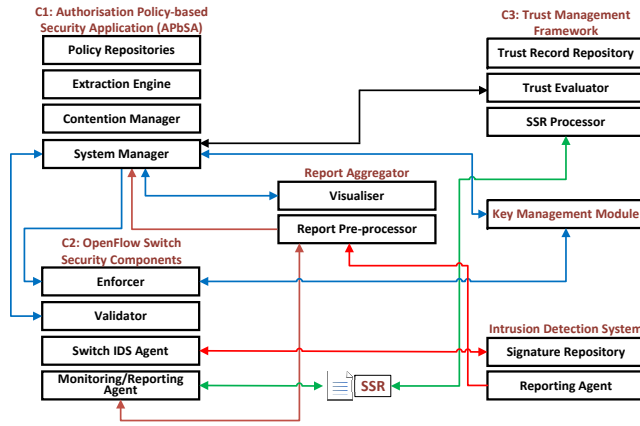 C1: Authorisation Policy-based
Security Application (APbSA)
Policy Repositories
Extraction Engine
Contention Manager
System Manager
C3: Trust Management
Framework
Trust Record Repository
Trust Evaluator
SSR Processor
Report Aggregator
Visualiser
Report Pre-processor
Key Management Module
C2: OpenFlow Switch
Security Components
Enforcer
Validator
Switch IDS Agent
Monitoring/Reporting
Agent
SSR
Intrusion Detection System
Signature Repository
Reporting Agent